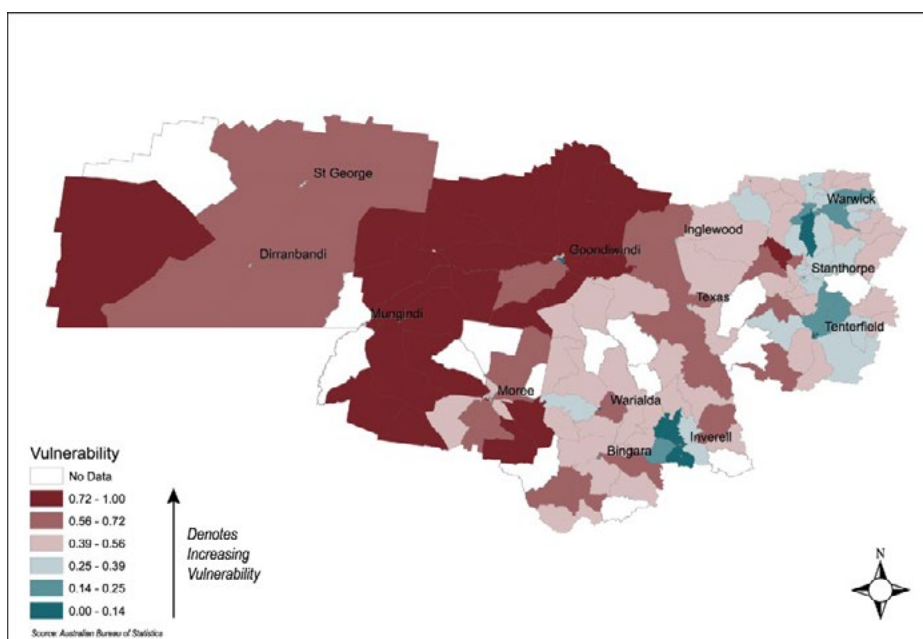 St George
Warwick
Inglewood
Goondiwindi
Dirranbandi
Stanthorpe
Texas
Mungindi
Tenterfield
Moree
Warialda
Bingara
Inverell
Vulnerability
No Data
0.72 - 1.00
0.56 - 0.72
0.39 - 0.56
0.25 - 0.39
0.14 - 0.25
0.00 - 0.14
Denotes
Increasing
Vulnerability
N
Source: Australian Bureau of Statistics